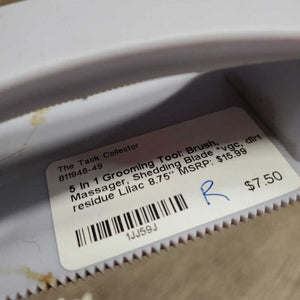 The Tack Collector
811946-49
5 In 1 Grooming Tool' Brush,
Massager, Shedding Blade *vgc, dirt
residue Lilac 8.75" MSRP: $15.99
R $7.50
1JJ59J